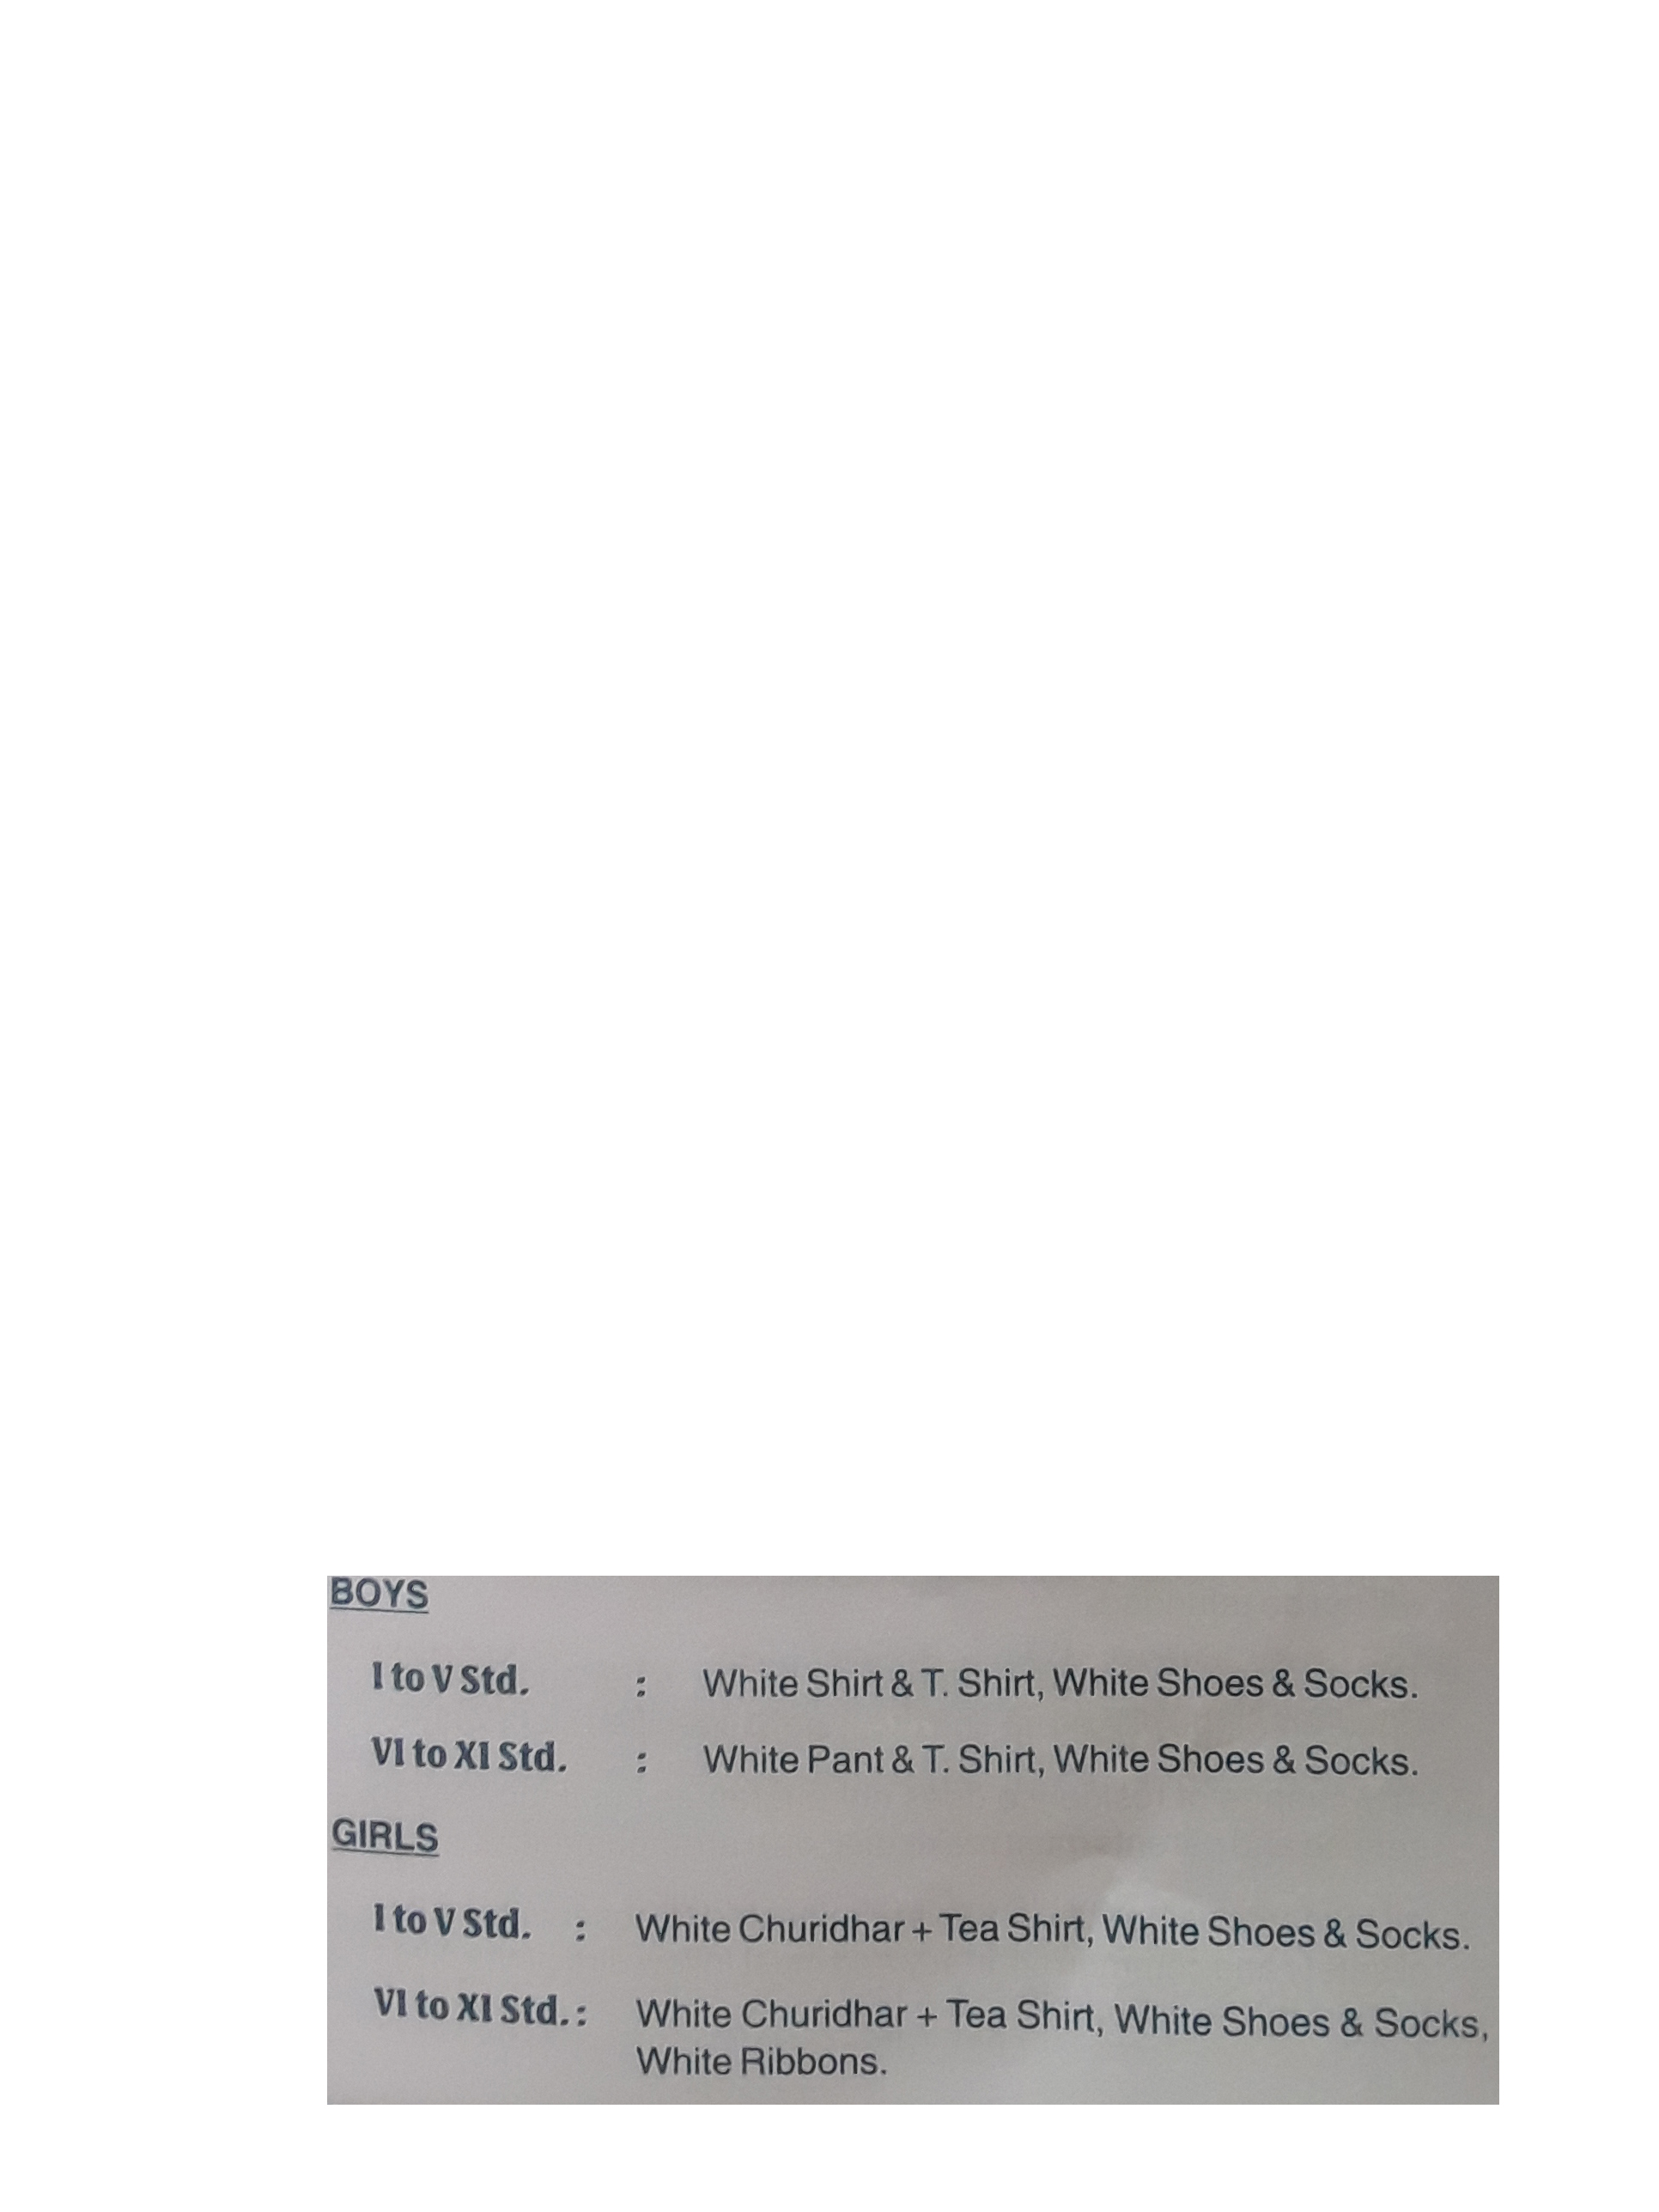 BOYS
I to V Std. : White Shirt & T. Shirt, White Shoes & Socks.
VI to XI Std. : White Pant & T. Shirt, White Shoes & Socks.
GIRLS
I to V Std. : White Churidhar + Tea Shirt, White Shoes & Socks.
VI to XI Std. : White Churidhar + Tea Shirt, White Shoes & Socks,
White Ribbons.